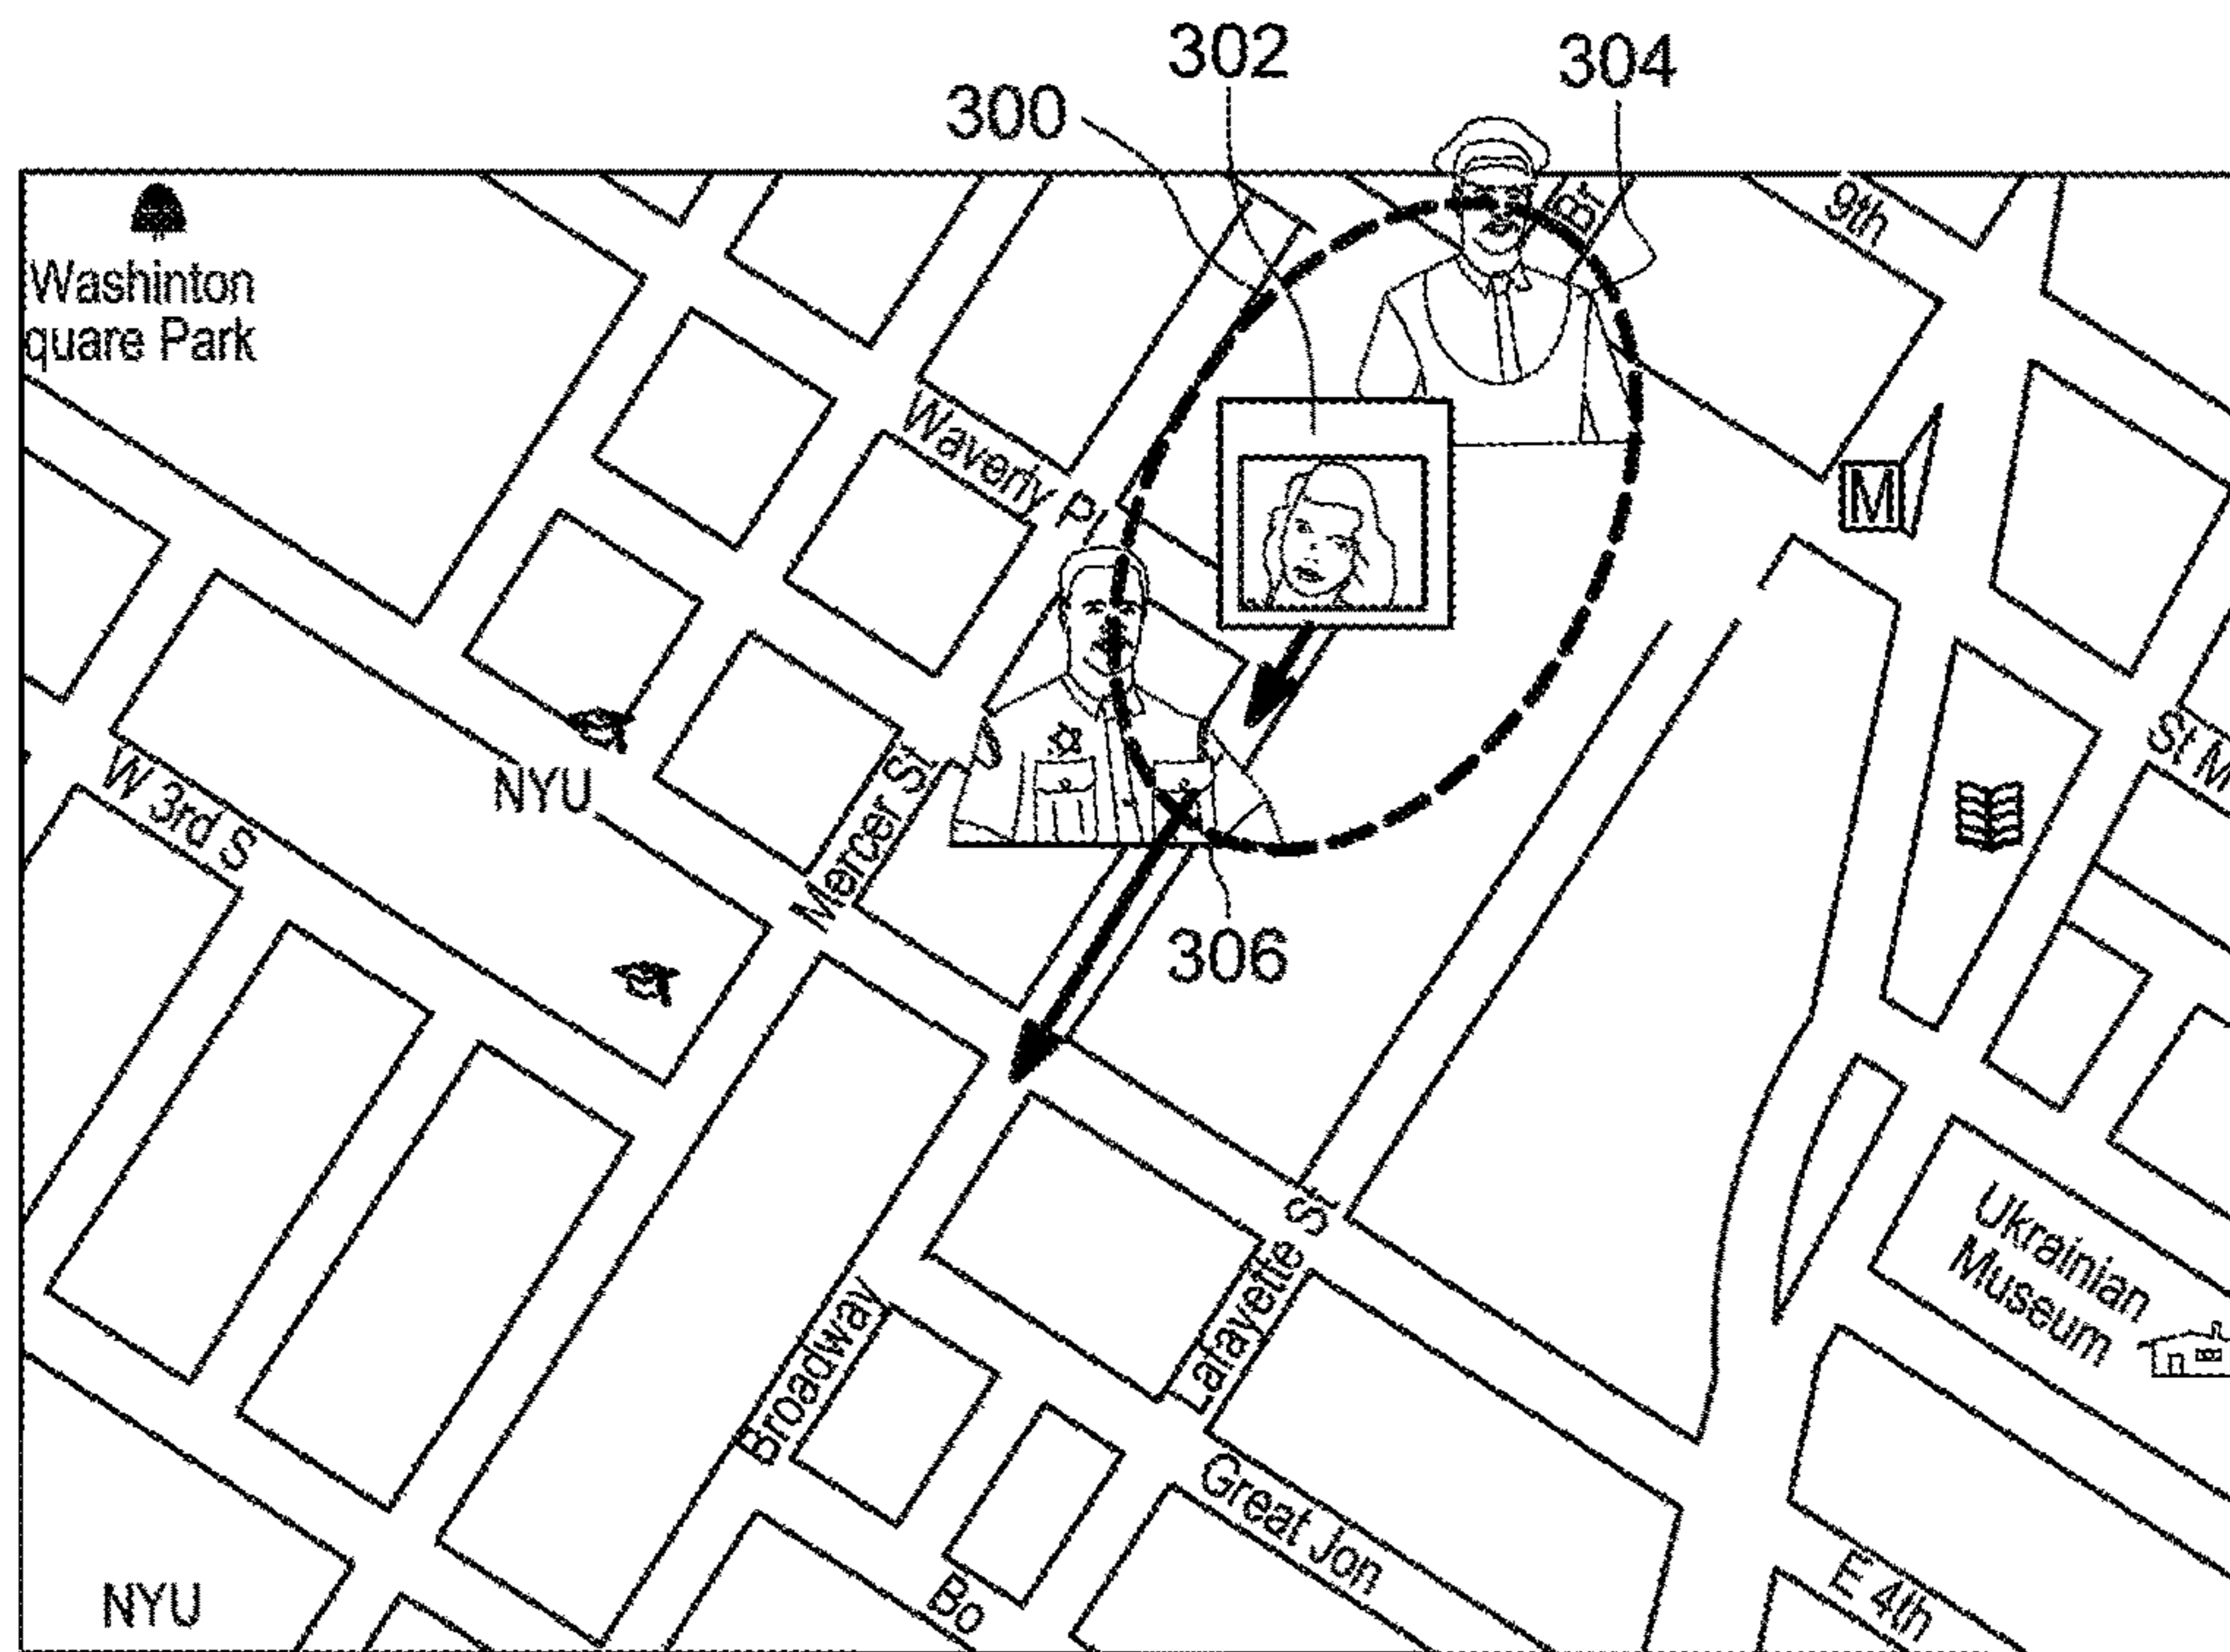 302
304
300
Br
9th
Washinton
quare Park
Waverly Pl
M
St M
NYU
W 3rd S
Mercer St
306
Lafayette St
Ukrainian
Museum
Broadway
Great Jon
Bo
E 4th
NYU